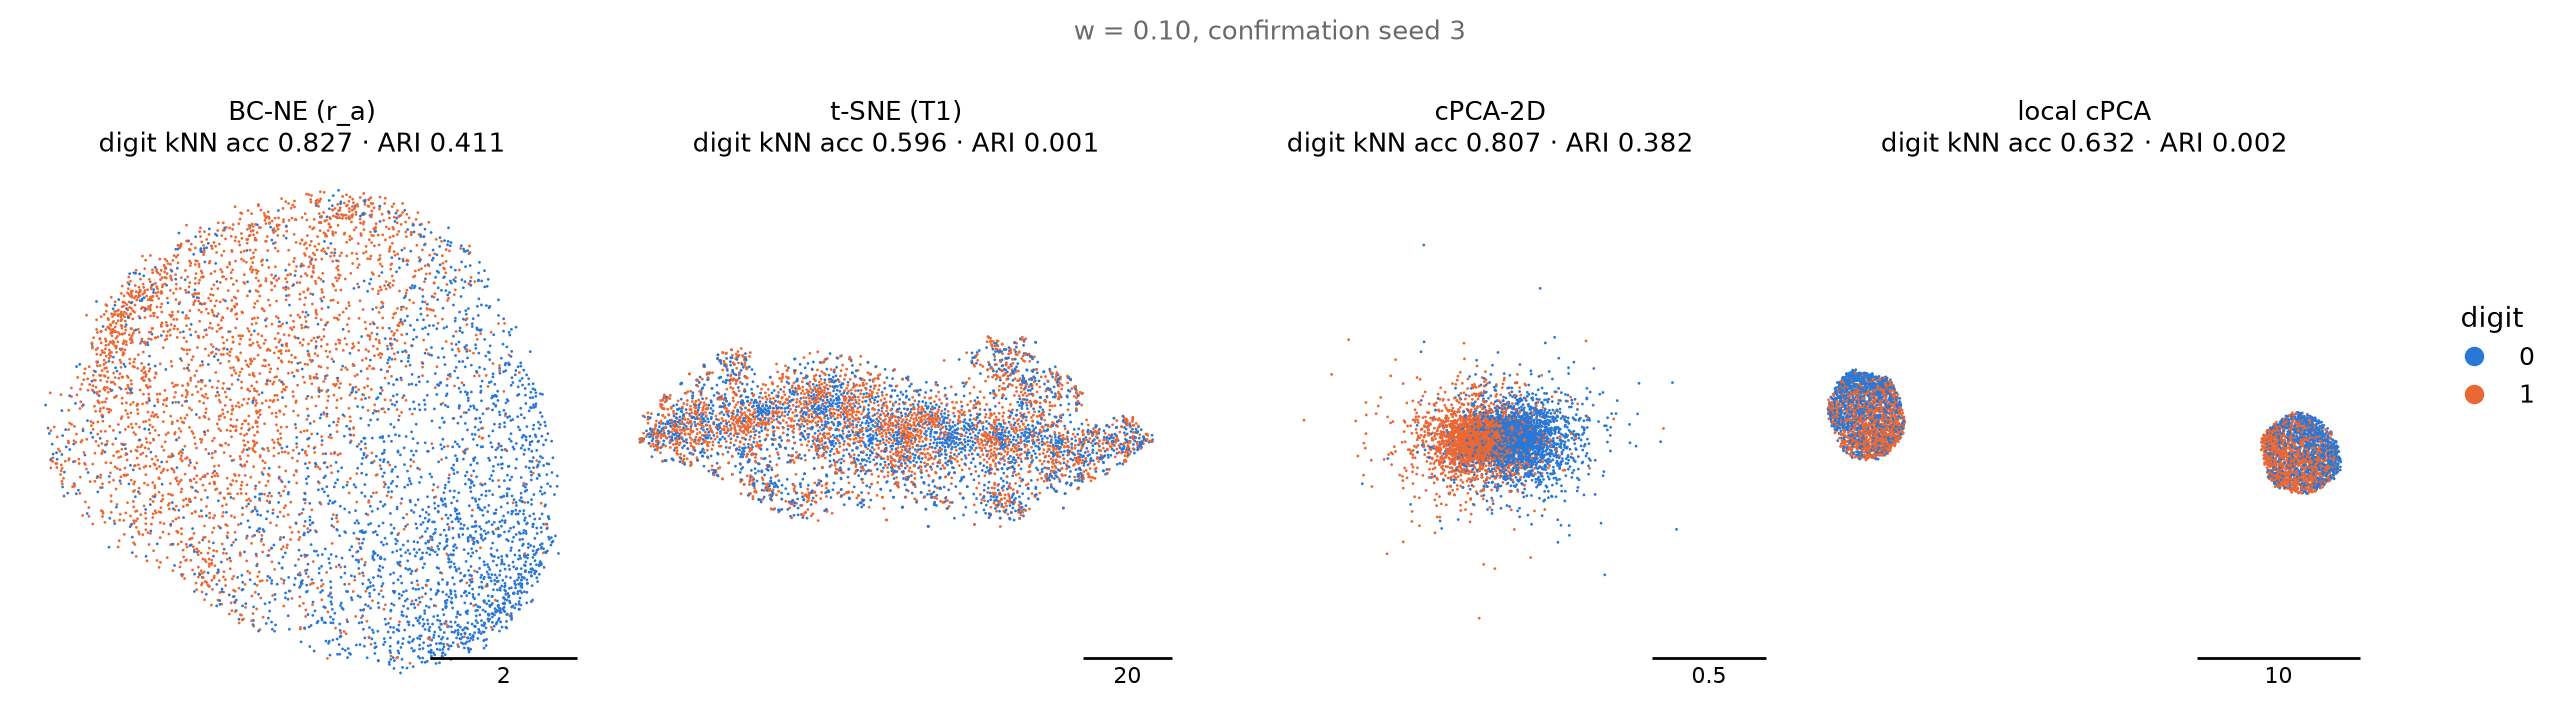 w = 0.10, confirmation seed 3
BC-NE (r_a)
digit kNN acc 0.827 · ARI 0.411
t-SNE (T1)
digit kNN acc 0.596 · ARI 0.001
cPCA-2D
digit kNN acc 0.807 · ARI 0.382
local cPCA
digit kNN acc 0.632 · ARI 0.002
digit
0
1
2
20
0.5
10